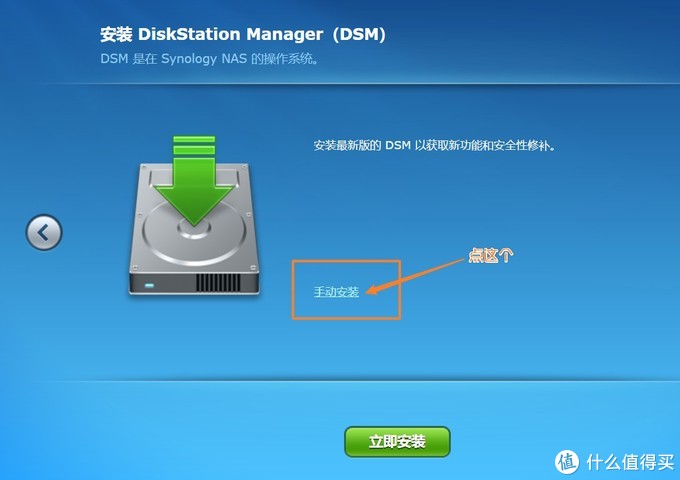 安装 DiskStation Manager（DSM）
DSM 是在 Synology NAS 的操作系统。
安装最新版的 DSM 以获取新功能和安全性修补。
点这个
手动安装
立即安装
值 什么值得买